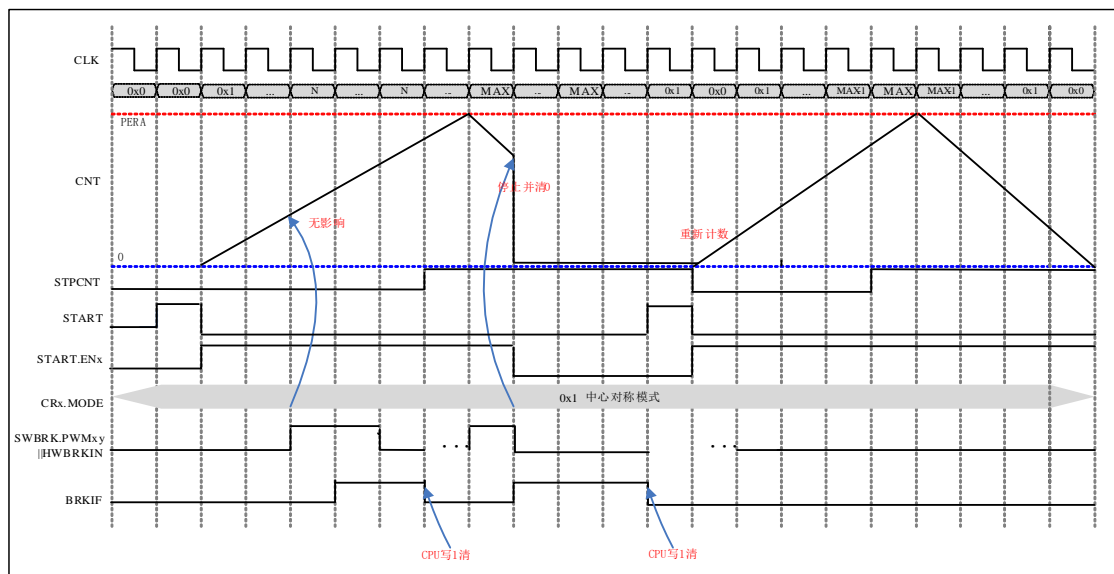 CLK
0x0 0x0 0x1 ... N ... N ... MAX ... MAX ... 0x1 0x0 0x1 ... MAX-1 MAX MAX-1 ... 0x1 0x0
PERA
CNT
停止并清0
无影响
重新计数
0
STPCNT
START
START.ENx
CRx.MODE
0x1 中心对称模式
SWBRK.PWMxy
||HWBRKIN
... ...
BRKIF
CPU写1清 CPU写1清